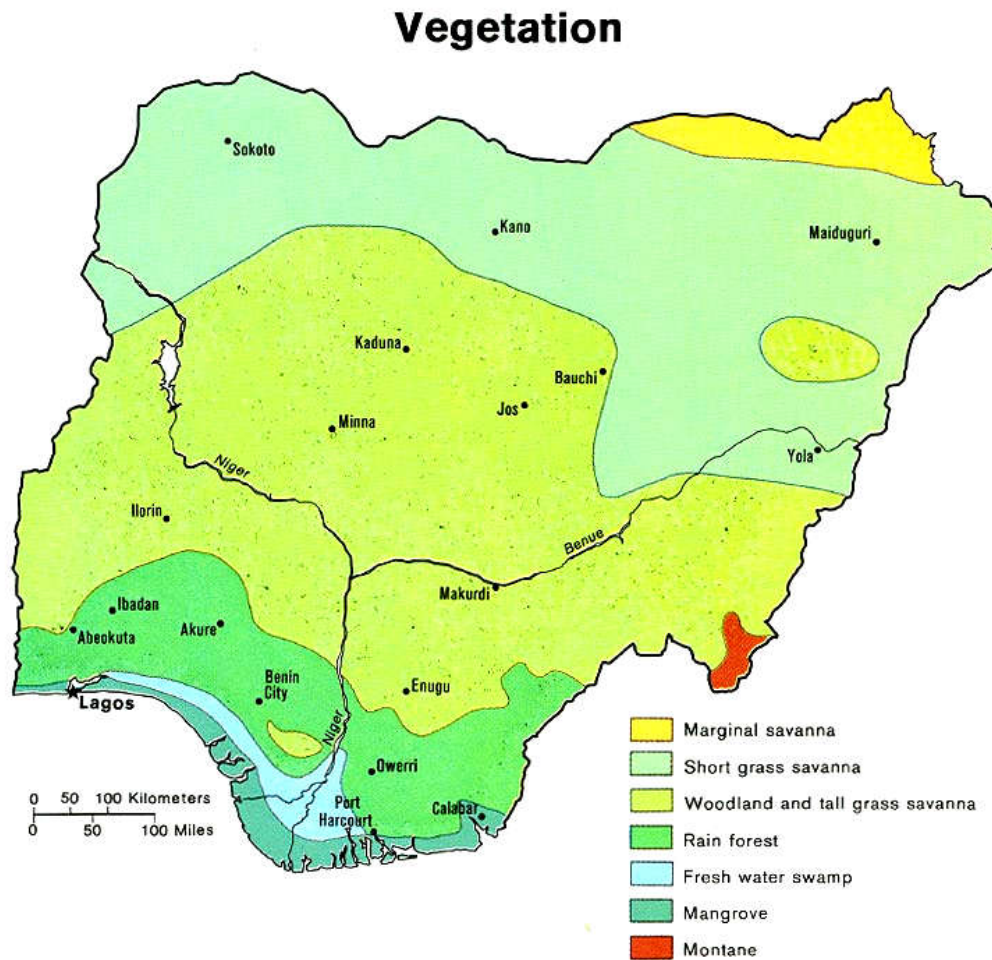 Vegetation
Sokoto
Kano
Maiduguri
Kaduna
Bauchi
Jos
Minna
Yola
Niger
Ilorin
Benue
Makurdi
Ibadan
Akure
Abeokuta
Benin
City
Enugu
Lagos
Niger
Owerri
Port
Harcourt
Calabar
0 50 100 Kilometers
0 50 100 Miles
Marginal savanna
Short grass savanna
Woodland and tall grass savanna
Rain forest
Fresh water swamp
Mangrove
Montane